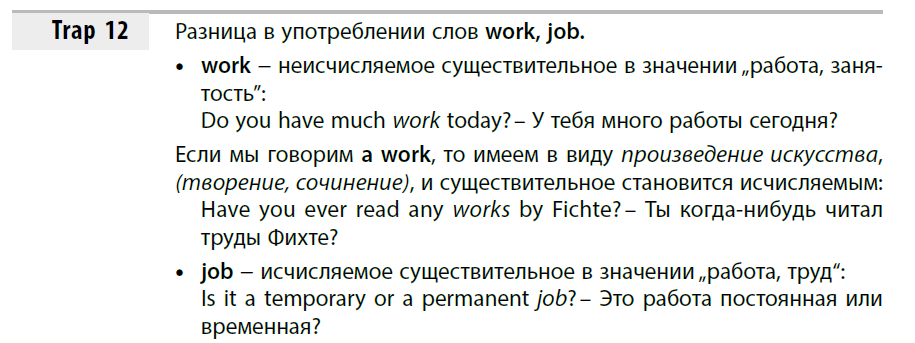 Trap 12 Разница в употреблении слов work, job.
• work – неисчисляемое существительное в значении „работа, заня-
тость”:
Do you have much work today? – У тебя много работы сегодня?
Если мы говорим a work, то имеем в виду произведение искусства,
(творение, сочинение), и существительное становится исчисляемым:
Have you ever read any works by Fichte? – Ты когда-нибудь читал
труды Фихте?
• job – исчисляемое существительное в значении „работа, труд“:
Is it a temporary or a permanent job? – Это работа постоянная или
временная?